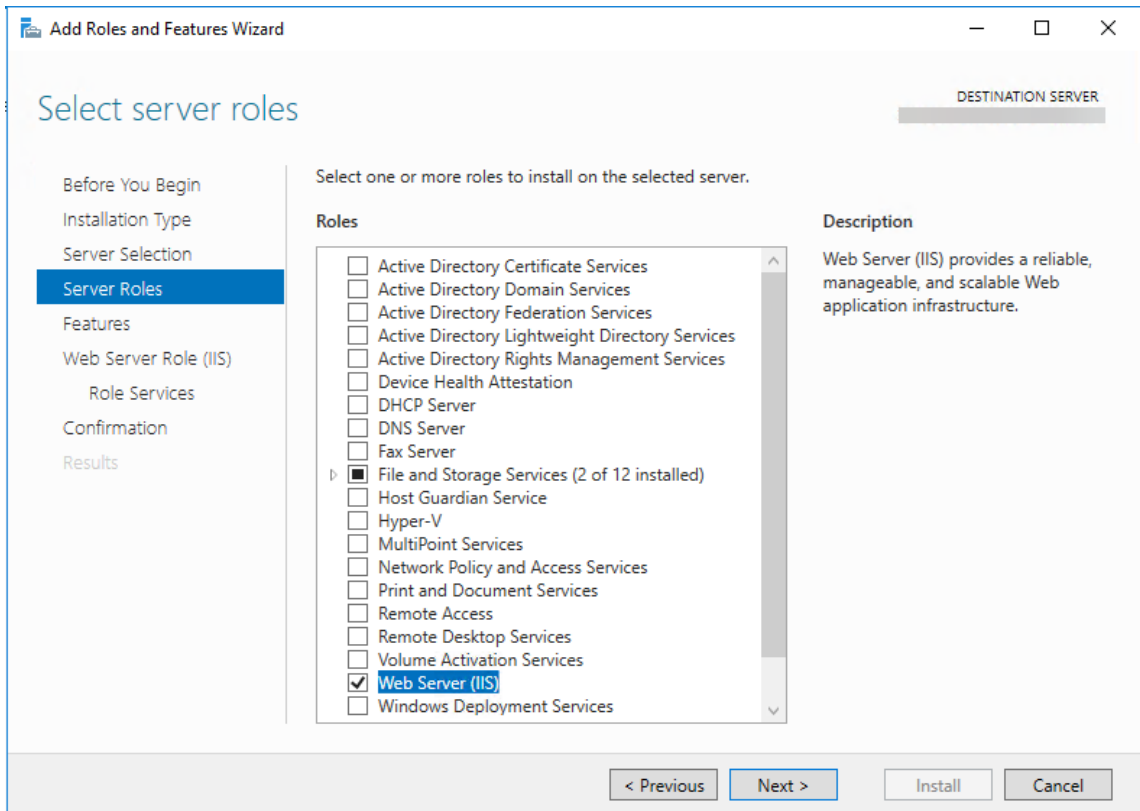 Add Roles and Features Wizard
Select server roles
DESTINATION SERVER
Before You Begin
Installation Type
Server Selection
Server Roles
Features
Web Server Role (IIS)
Role Services
Confirmation
Results
Select one or more roles to install on the selected server.
Roles
Active Directory Certificate Services
Active Directory Domain Services
Active Directory Federation Services
Active Directory Lightweight Directory Services
Active Directory Rights Management Services
Device Health Attestation
DHCP Server
DNS Server
Fax Server
File and Storage Services (2 of 12 installed)
Host Guardian Service
Hyper-V
MultiPoint Services
Network Policy and Access Services
Print and Document Services
Remote Access
Remote Desktop Services
Volume Activation Services
Web Server (IIS)
Windows Deployment Services
Description
Web Server (IIS) provides a reliable,
manageable, and scalable Web
application infrastructure.
< Previous
Next >
Install
Cancel